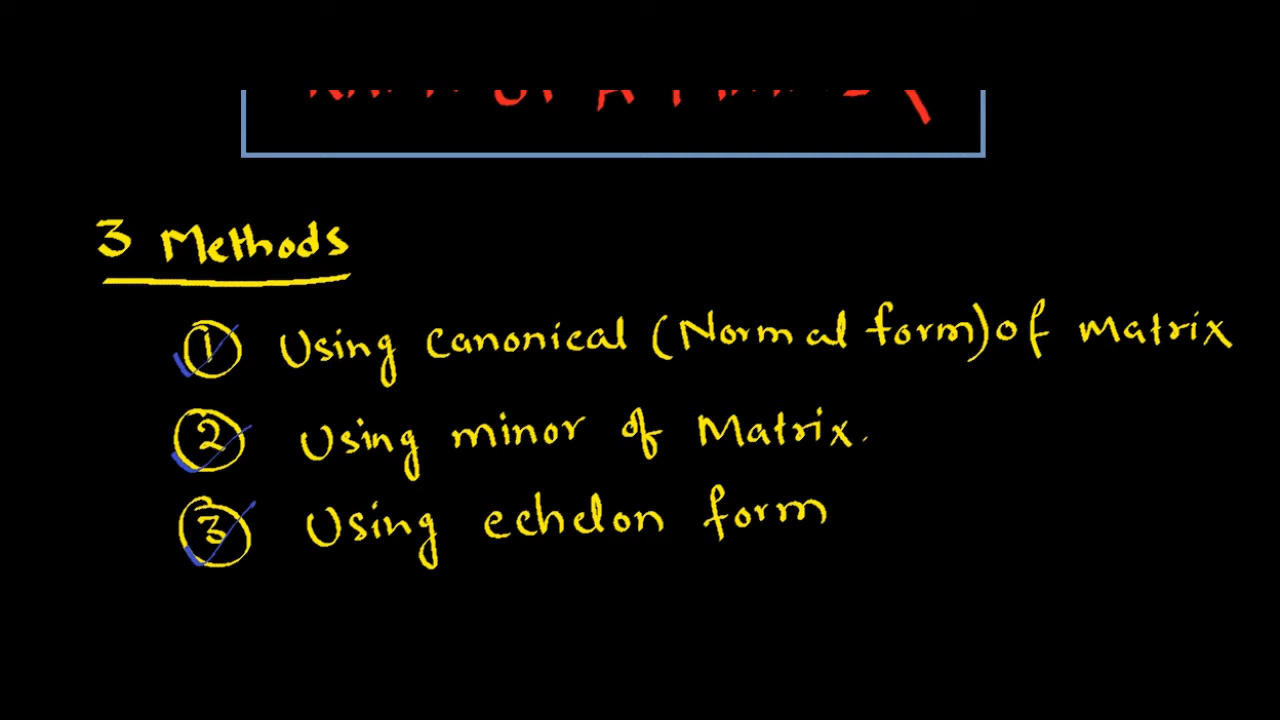 3 Methods
1 Using canonical (Normal form) of Matrix
2 Using minor of Matrix.
3 Using echelon form